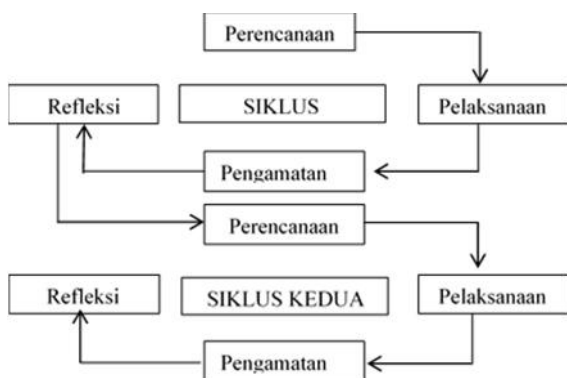 Perencanaan
Refleksi
SIKLUS
Pelaksanaan
Pengamatan
Perencanaan
Refleksi
SIKLUS KEDUA
Pelaksanaan
Pengamatan